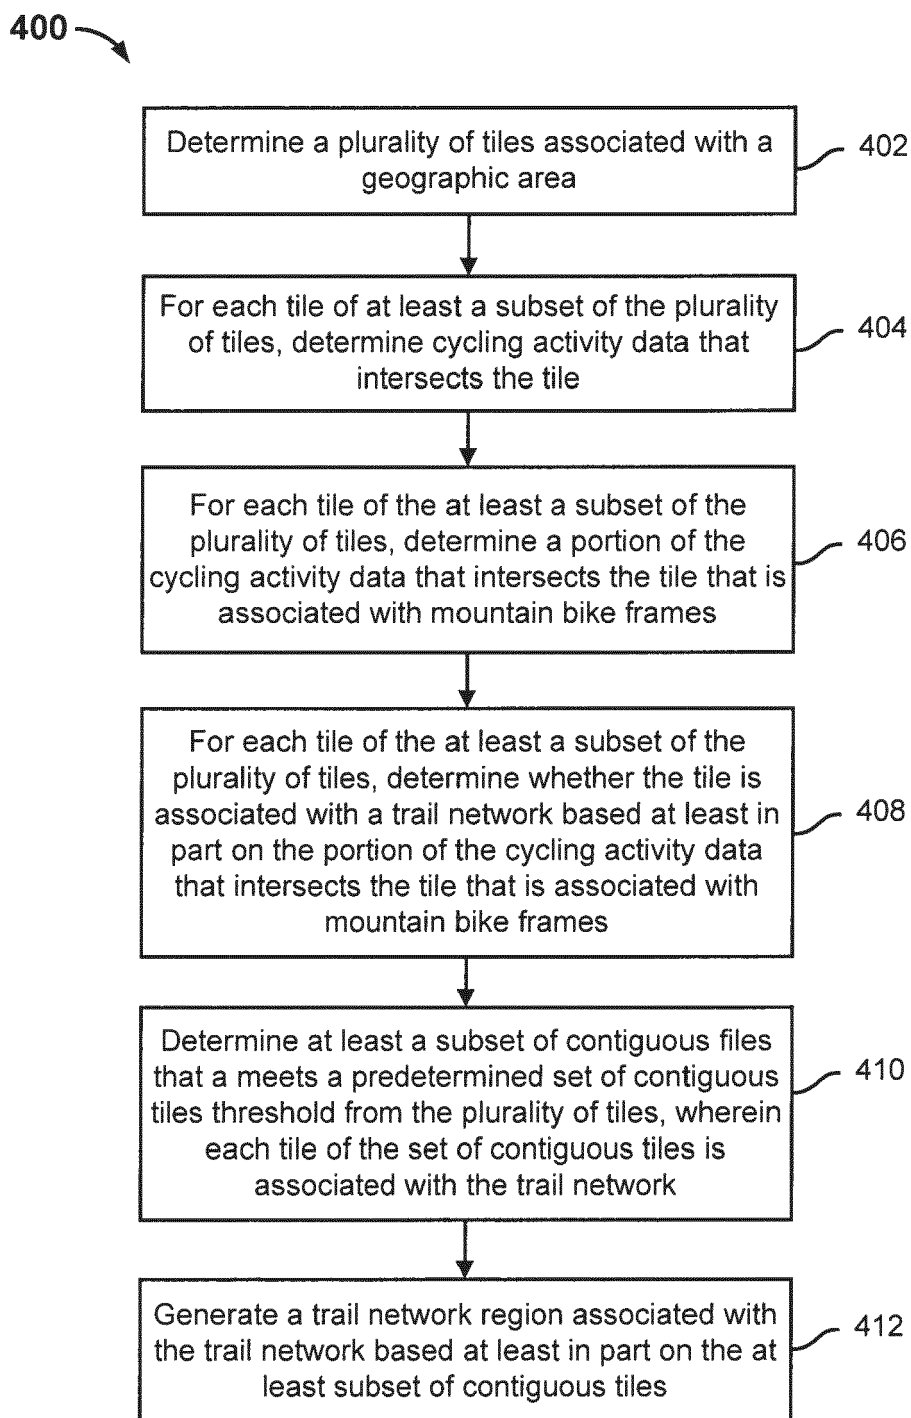 400
Determine a plurality of tiles associated with a
geographic area
402
For each tile of at least a subset of the plurality
of tiles, determine cycling activity data that
intersects the tile
404
For each tile of the at least a subset of the
plurality of tiles, determine a portion of the
cycling activity data that intersects the tile that is
associated with mountain bike frames
406
For each tile of the at least a subset of the
plurality of tiles, determine whether the tile is
associated with a trail network based at least in
part on the portion of the cycling activity data
that intersects the tile that is associated with
mountain bike frames
408
Determine at least a subset of contiguous files
that a meets a predetermined set of contiguous
tiles threshold from the plurality of tiles, wherein
each tile of the set of contiguous tiles is
associated with the trail network
410
Generate a trail network region associated with
the trail network based at least in part on the at
least subset of contiguous tiles
412